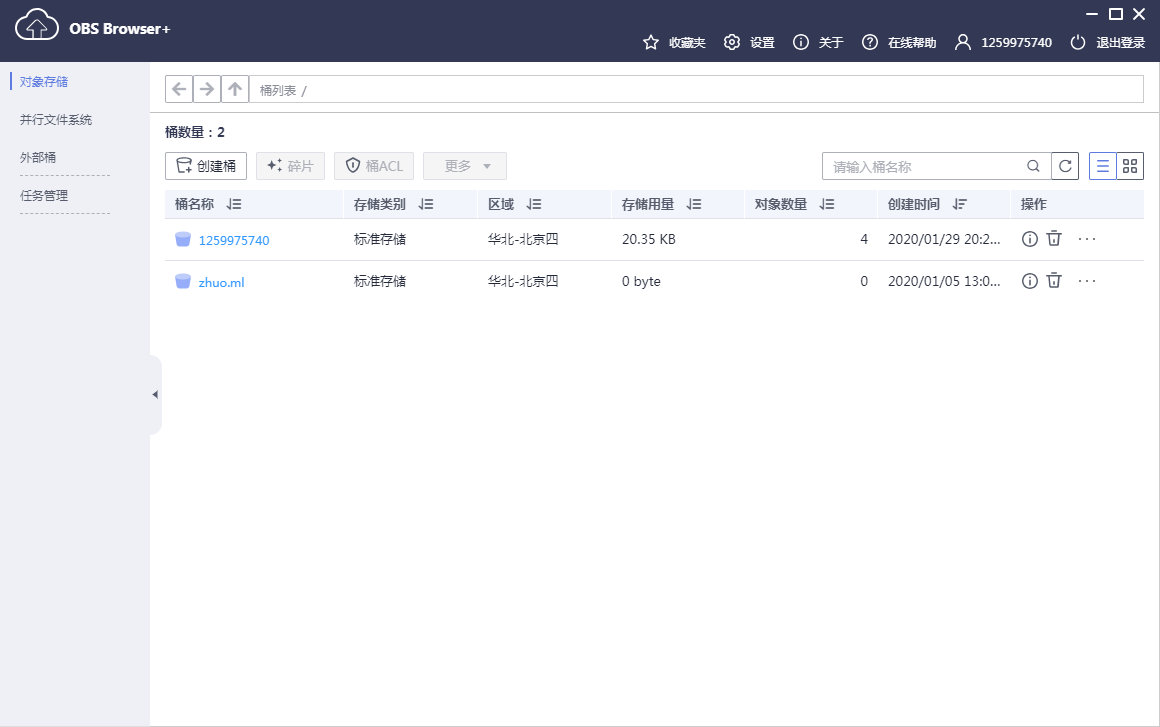 OBS Browser+
收藏夹 设置 关于 在线帮助 1259975740 退出登录
对象存储
并行文件系统
外部桶
任务管理
桶列表 /
桶数量：2
创建桶 碎片 桶ACL 更多 请输入桶名称
桶名称 存储类别 区域 存储用量 对象数量 创建时间 操作
1259975740 标准存储 华北-北京四 20.35 KB 4 2020/01/29 20:2... ...
zhuo.ml 标准存储 华北-北京四 0 byte 0 2020/01/05 13:0... ...